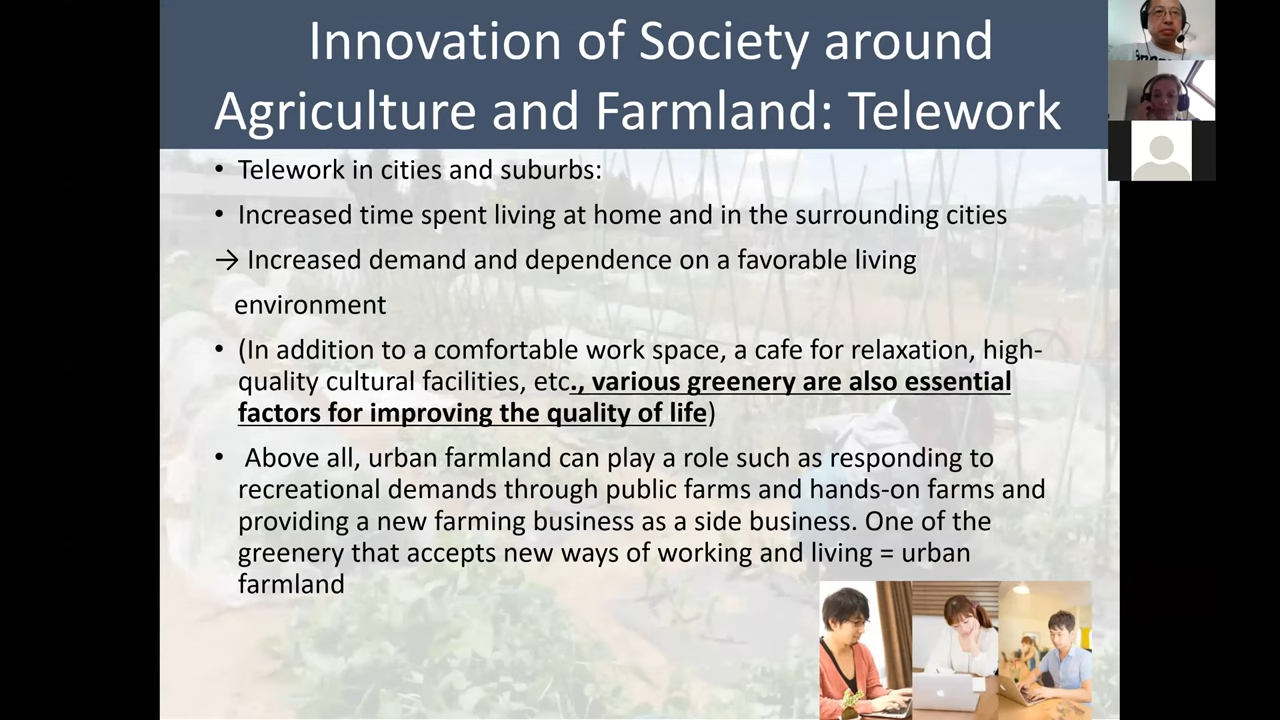 Innovation of Society around
Agriculture and Farmland: Telework
• Telework in cities and suburbs:
• Increased time spent living at home and in the surrounding cities
→ Increased demand and dependence on a favorable living
environment
• (In addition to a comfortable work space, a cafe for relaxation, high-
quality cultural facilities, etc., various greenery are also essential
factors for improving the quality of life)
• Above all, urban farmland can play a role such as responding to
recreational demands through public farms and hands-on farms and
providing a new farming business as a side business. One of the
greenery that accepts new ways of working and living = urban
farmland